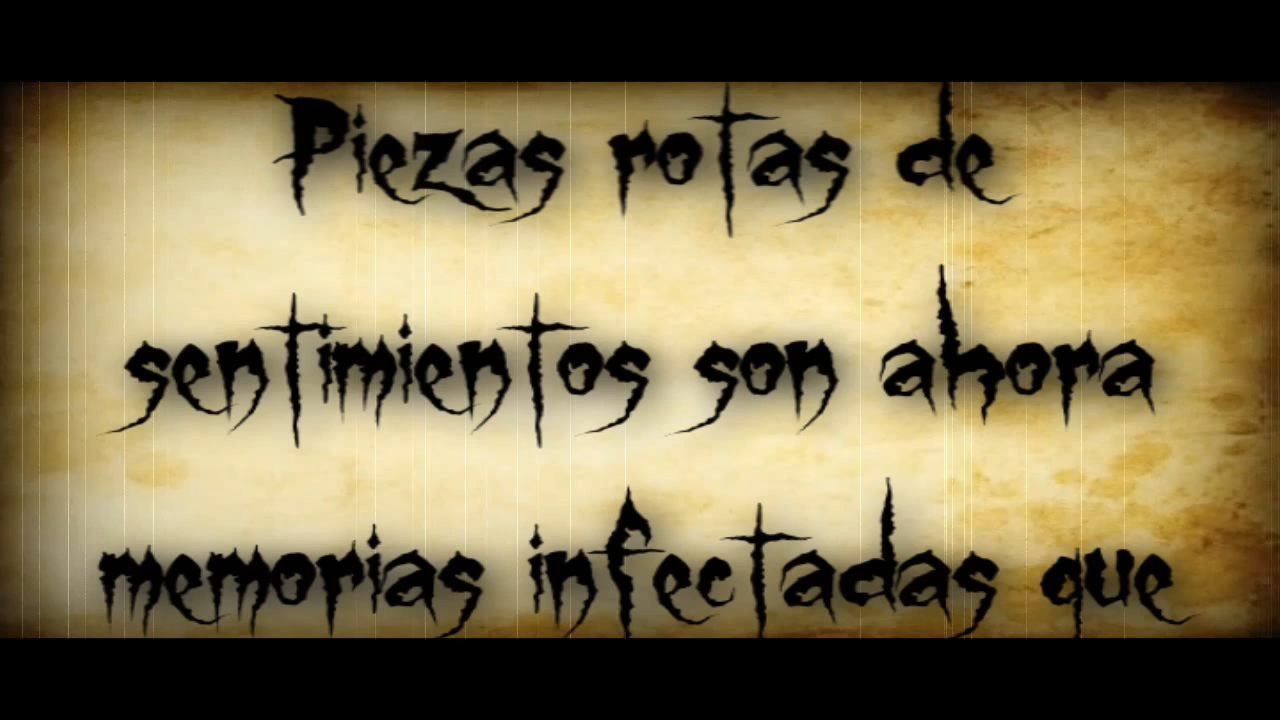 Piezas rotas de
sentimientos son ahora
memorias infectadas que